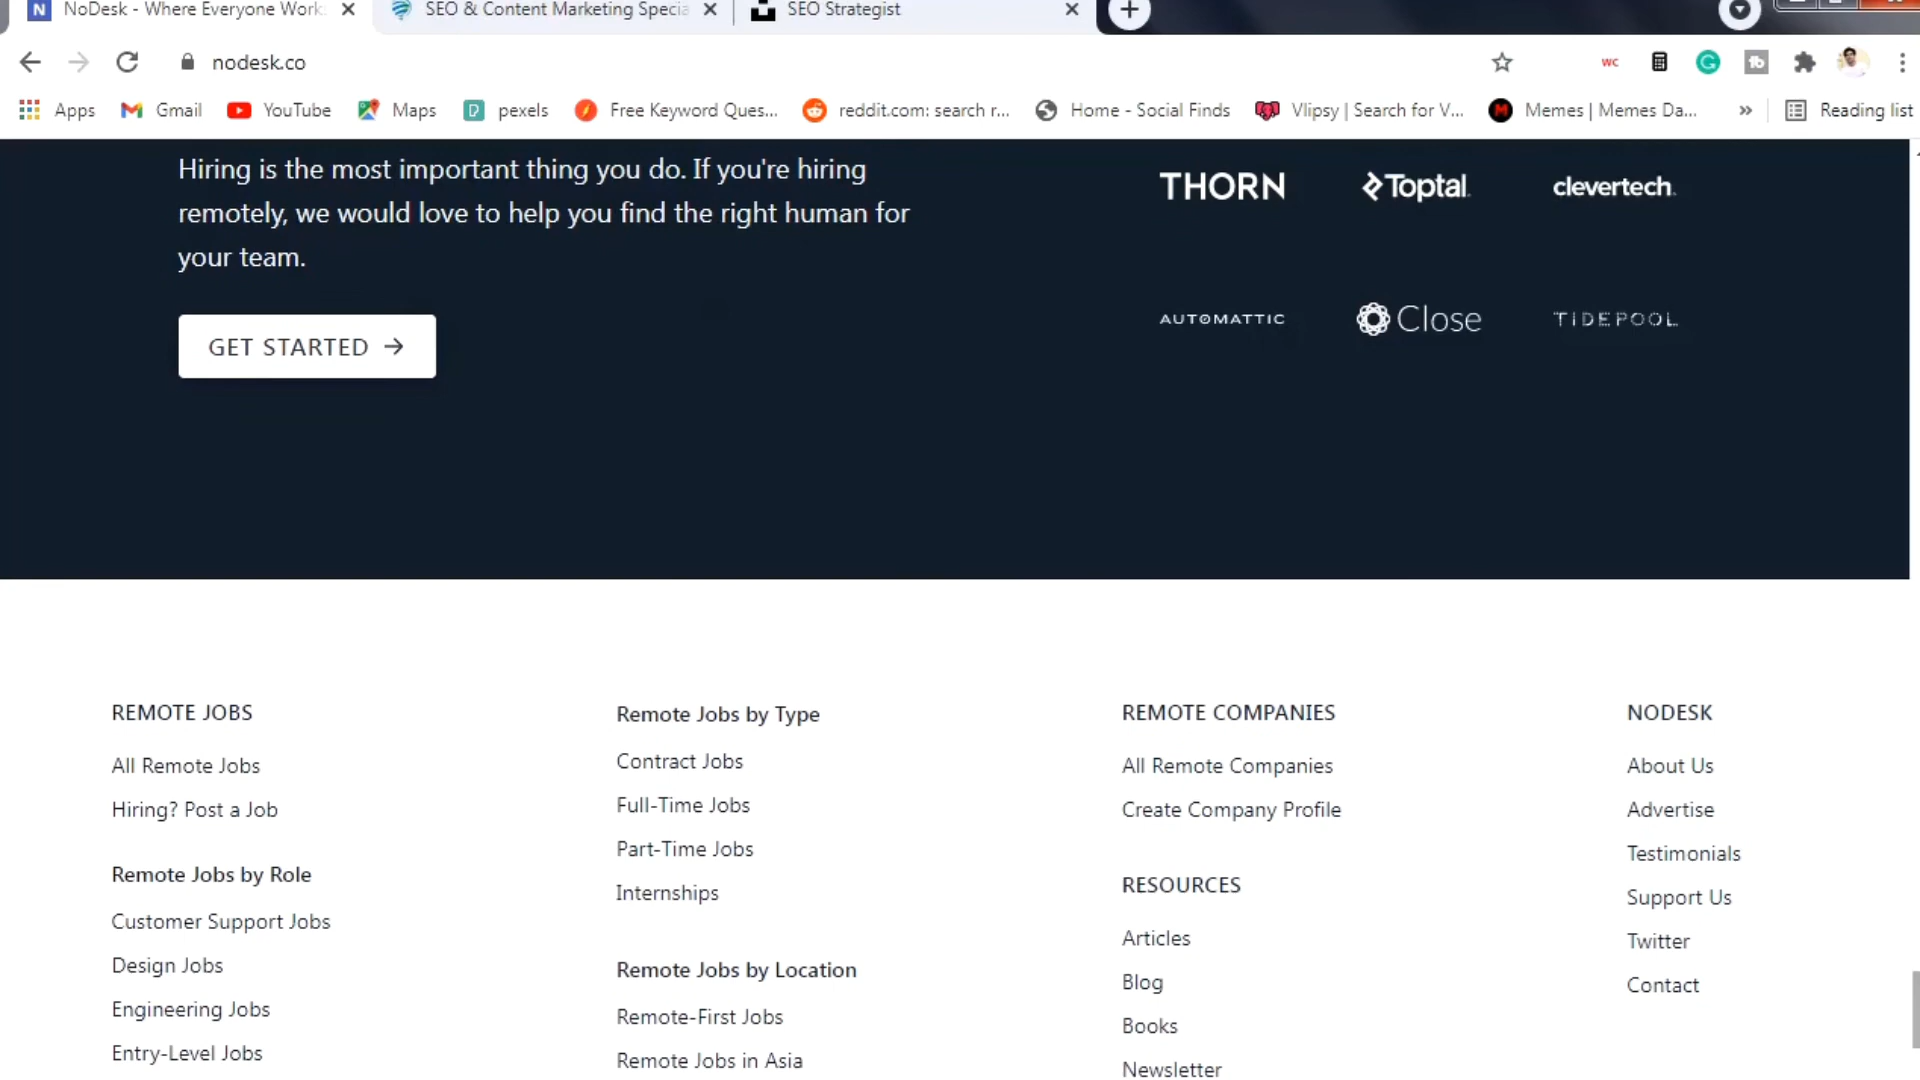 N NoDesk - Where Everyone Work
SEO & Content Marketing Specia
SEO Strategist
nodesk.co
WC
Apps
Gmail
YouTube
Maps
pexels
Free Keyword Ques...
reddit.com: search r...
Home - Social Finds
Vlipsy | Search for V...
Memes | Memes Da...
»
Reading list
Hiring is the most important thing you do. If you're hiring
remotely, we would love to help you find the right human for
your team.
GET STARTED →
THORN
Toptal
clevertech.
AUTOMATTIC
Close
TIDEPOOL
REMOTE JOBS
All Remote Jobs
Hiring? Post a Job
Remote Jobs by Role
Customer Support Jobs
Design Jobs
Engineering Jobs
Entry-Level Jobs
Remote Jobs by Type
Contract Jobs
Full-Time Jobs
Part-Time Jobs
Internships
Remote Jobs by Location
Remote-First Jobs
Remote Jobs in Asia
REMOTE COMPANIES
All Remote Companies
Create Company Profile
RESOURCES
Articles
Blog
Books
Newsletter
NODESK
About Us
Advertise
Testimonials
Support Us
Twitter
Contact